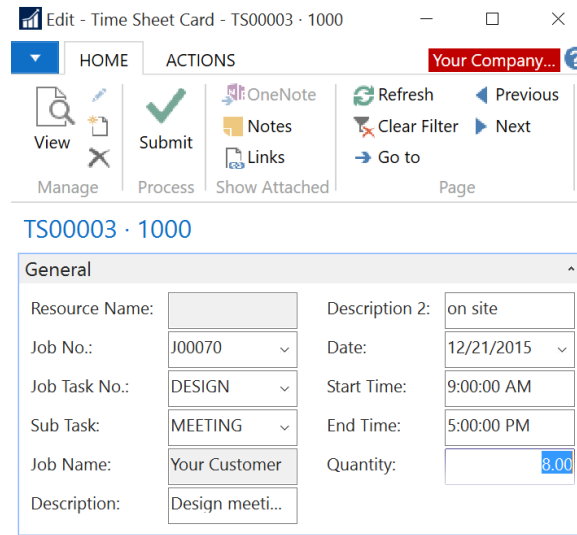 Edit - Time Sheet Card - TS00003 · 1000
HOME ACTIONS Your Company...
OneNote Refresh Previous
Notes Clear Filter Next
View Submit Links Go to
Manage Process Show Attached Page
TS00003 · 1000
General
Resource Name: Description 2: on site
Job No.: J00070 Date: 12/21/2015
Job Task No.: DESIGN Start Time: 9:00:00 AM
Sub Task: MEETING End Time: 5:00:00 PM
Job Name: Your Customer Quantity: 8.00
Description: Design meeti...